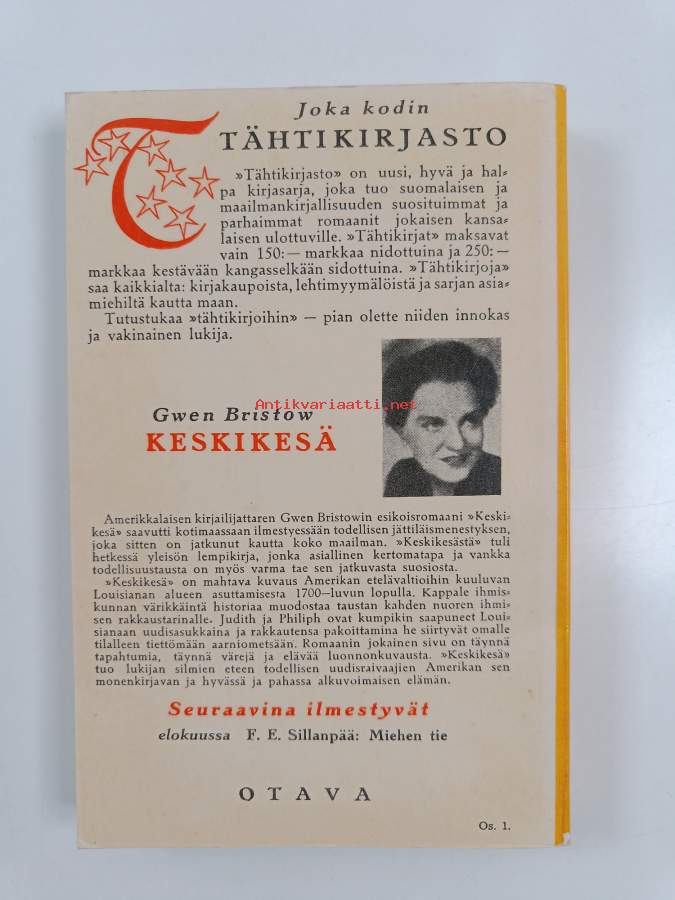 Joka kodin
TÄHTIKIRJASTO
»Tähtikirjasto» on uusi, hyvä ja hal-
pa kirjasarja, joka tuo suomalaisen ja
maailmankirjallisuuden suosituimmat ja
parhaimmat romaanit jokaisen kansa-
laisen ulottuville. »Tähtikirjat» maksavat
vain 150:— markkaa nidottuina ja 250:—
markkaa kestävään kangasselkään sidottuina. »Tähtikirjoja»
saa kaikkialta: kirjakaupoista, lehtimyymälöistä ja sarjan asia-
miehiltä kautta maan.
Tutustukaa »tähtikirjoihin» — pian olette niiden innokas
ja vakinainen lukija.
Antikvariaatti.net
Gwen Bristow
KESKIKESÄ
Amerikkalaisen kirjailijattaren Gwen Bristowin esikoisromaani »Keski-
kesä» saavutti kotimaassaan ilmestyessään todellisen jättiläismenestyksen,
joka sitten on jatkunut kautta koko maailman. »Keskikesästä» tuli
hetkessä yleisön lempikirja, jonka asiallinen kertomatapa ja vankka
todellisuustausta on myös varma tae sen jatkuvasta suosiosta.
»Keskikesä» on mahtava kuvaus Amerikan etelävaltioihin kuuluvan
Louisianan alueen asuttamisesta 1700—luvun lopulla. Kappale ihmis-
kunnan värikkäintä historiaa muodostaa taustan kahden nuoren ihmi-
sen rakkaustarinalle. Judith ja Philiph ovat kumpikin saapuneet Loui-
sianaan uudisasukkaina ja rakkautensa pakoittamina he siirtyvät omalle
tilalleen tiettömään aarniometsään. Romaanin jokainen sivu on täynnä
tapahtumia, täynnä värejä ja elävää luonnonkuvausta. »Keskikesä»
tuo lukijan silmien eteen todellisen uudisraivaajien Amerikan sen
monenkirjavan ja hyvässä ja pahassa alkuvoimaisen elämän.
Seuraavina ilmestyvät
elokuussa F. E. Sillanpää: Miehen tie
OTAVA
Os. 1.